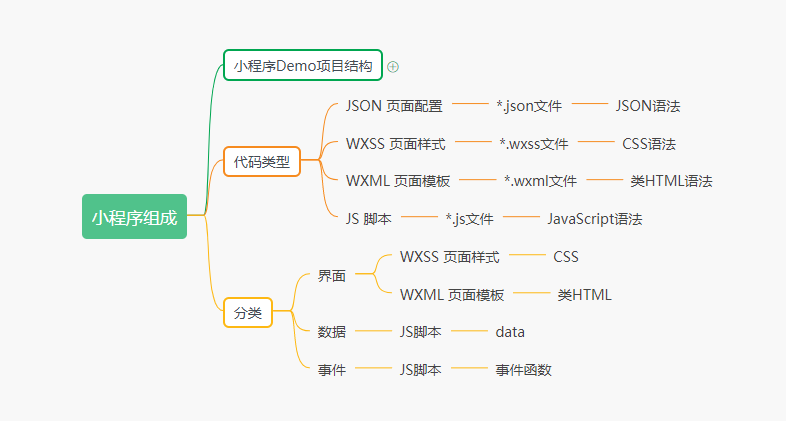 小程序组成
小程序Demo项目结构
代码类型
JSON 页面配置 *.json文件 JSON语法
WXSS 页面样式 *.wxss文件 CSS语法
WXML 页面模板 *.wxml文件 类HTML语法
JS 脚本 *.js文件 JavaScript语法
分类
界面
WXSS 页面样式 CSS
WXML 页面模板 类HTML
数据 JS脚本 data
事件 JS脚本 事件函数